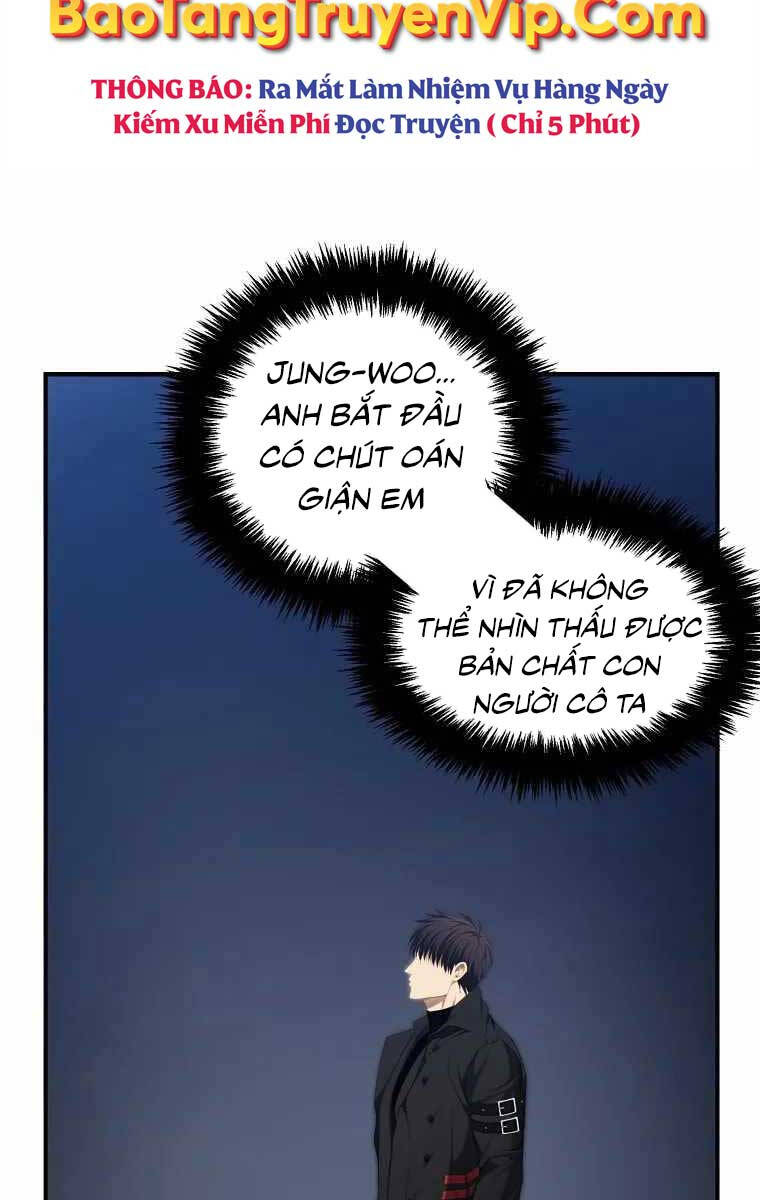 BaoTangTruyenVip.Com
THÔNG BÁO: Ra Mắt Làm Nhiệm Vụ Hàng Ngày
Kiếm Xu Miễn Phí Đọc Truyện ( Chỉ 5 Phút)
JUNG-WOO...
ANH BẮT ĐẦU
CÓ CHÚT OÁN
GIẬN EM
VÌ ĐÃ KHÔNG
THỂ NHÌN THẤU ĐƯỢC
BẢN CHẤT CON
NGƯỜI CÔ TA